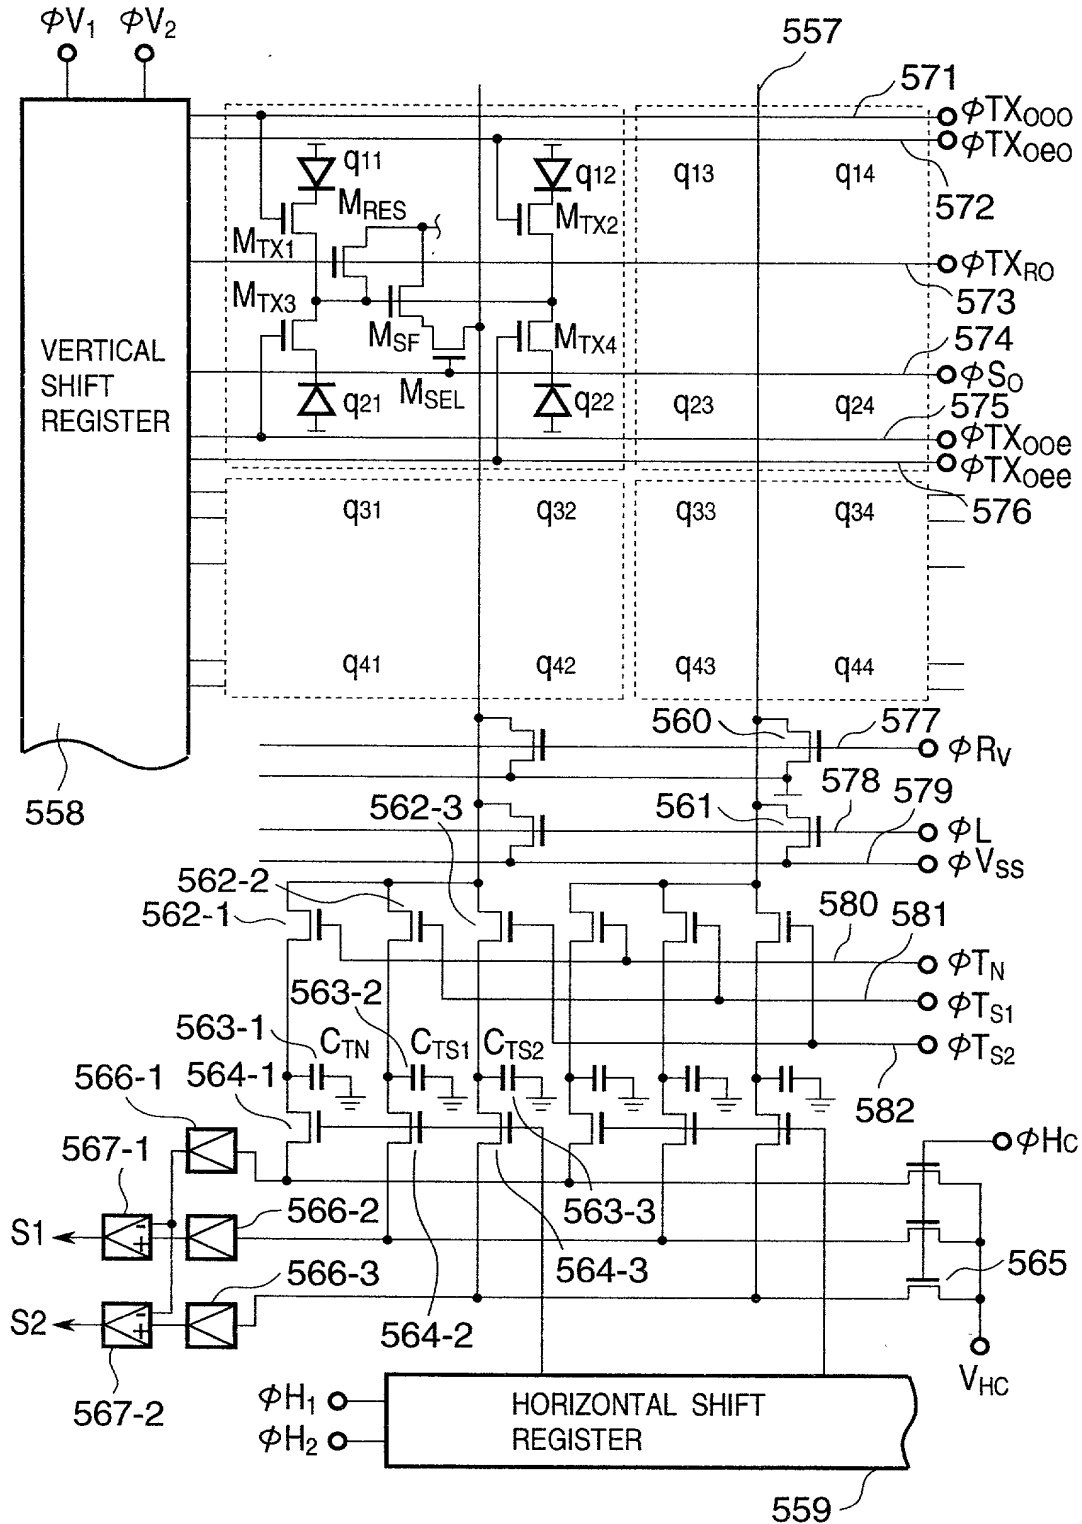 ϕV1 ϕV2
557
571
ϕTXOOO
ϕTXOeO
q11 q12 q13 q14
572
MRES
MTX1 MTX2
ϕTXRO
573
MTX3
MSF MTX4
574
VERTICAL
SHIFT
REGISTER
ϕSO
MSEL
q21 q22 q23 q24
575
ϕTXOOe
ϕTXOee
576
q31 q32 q33 q34
q41 q42 q43 q44
560 577
ϕRV
558
562-3 561 578 579
ϕL
ϕVSS
562-2
562-1
580 581
ϕTN
563-2
ϕTS1
563-1 CTN CTS1 CTS2
ϕTS2
566-1 564-1
582
567-1
ϕHC
566-2 563-3
S1
566-3 564-3 565
S2
564-2
VHC
567-2
ϕH1
ϕH2
HORIZONTAL SHIFT
REGISTER
559
- +
- +